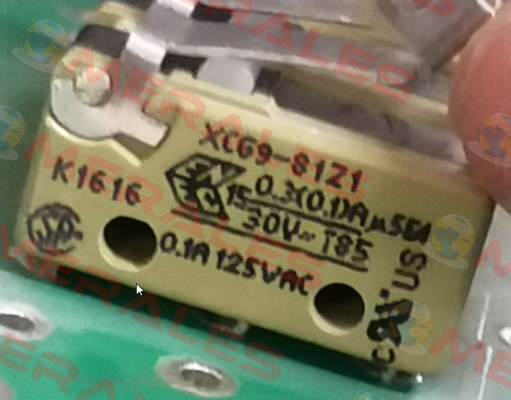 XCG9-81Z1
K1616
15 0.3(0.1)A µ5E4
30V T85
0.1A 125VAC
c US
MERALES